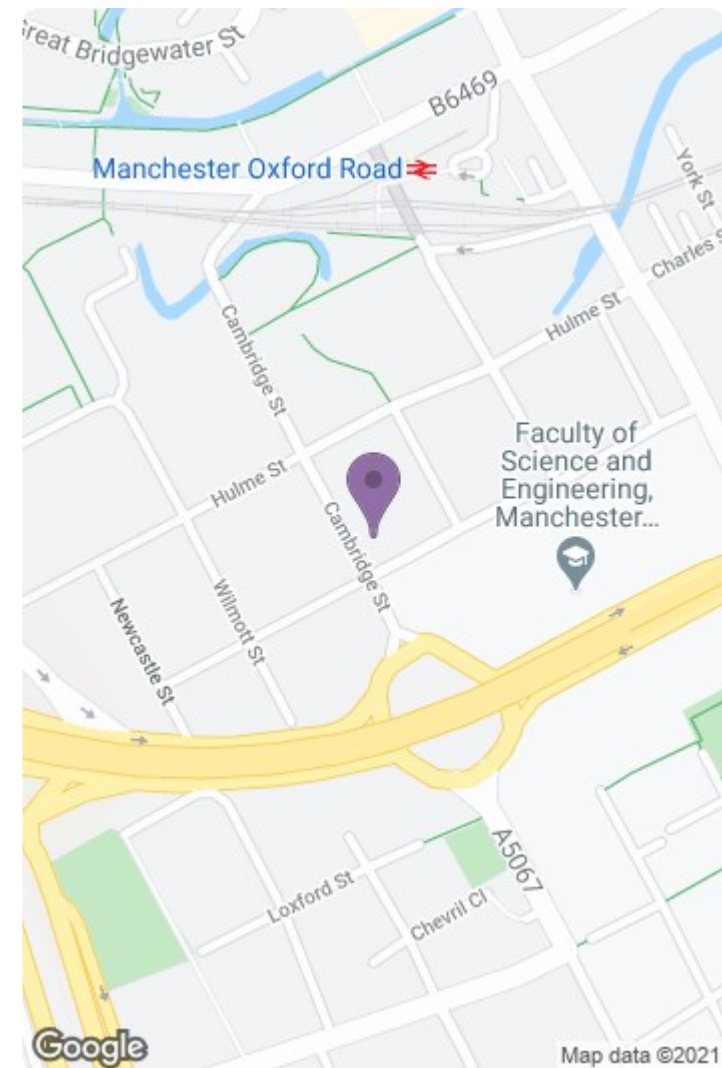 Great Bridgewater St
B6469
Manchester Oxford Road
York St
Charles S
Hulme St
Cambridge St
Faculty of
Science and
Engineering,
Manchester...
Hulme St
Cambridge St
Wilmott St
Newcastle St
A5067
Loxford St
Chevril Cl
Google
Map data ©2021